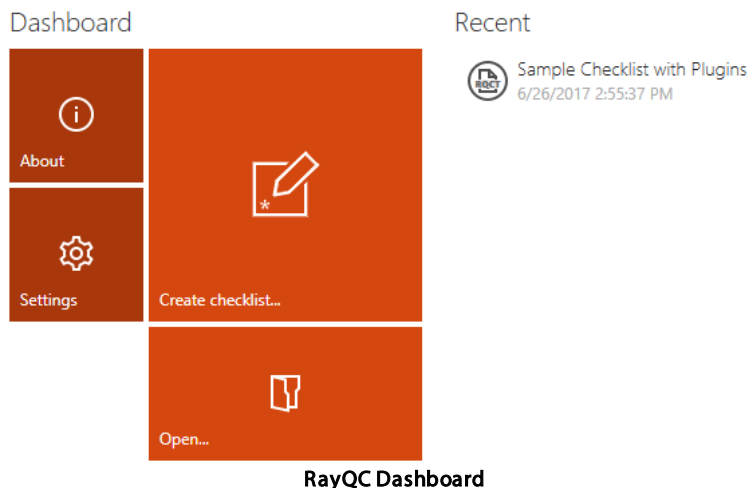 Dashboard
Recent
About
Settings
Create checklist...
Open...
RQCT
Sample Checklist with Plugins
6/26/2017 2:55:37 PM
RayQC Dashboard